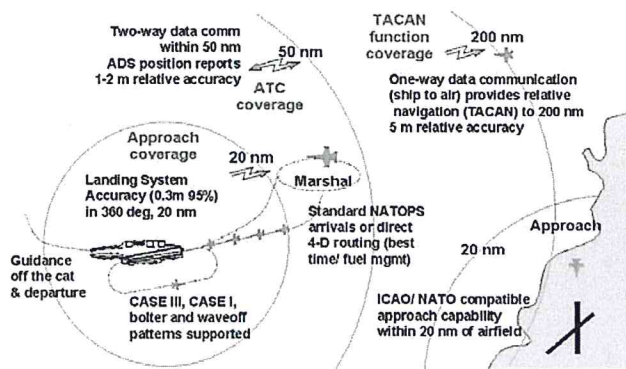 Two-way data comm
within 50 nm
ADS position reports
1-2 m relative accuracy
50 nm
ATC
coverage
TACAN
function
coverage
200 nm
One-way data communication
(ship to air) provides relative
navigation (TACAN) to 200 nm
5 m relative accuracy
Approach
coverage
20 nm
Landing System
Accuracy (0.3m 95%)
in 360 deg, 20 nm
Marshal
Standard NATOPS
arrivals or direct
4-D routing (best
time/ fuel mgmt)
Guidance
off the cat
& departure
CASE III, CASE I,
bolter and waveoff
patterns supported
Approach
20 nm
ICAO/ NATO compatible
approach capability
within 20 nm of airfield